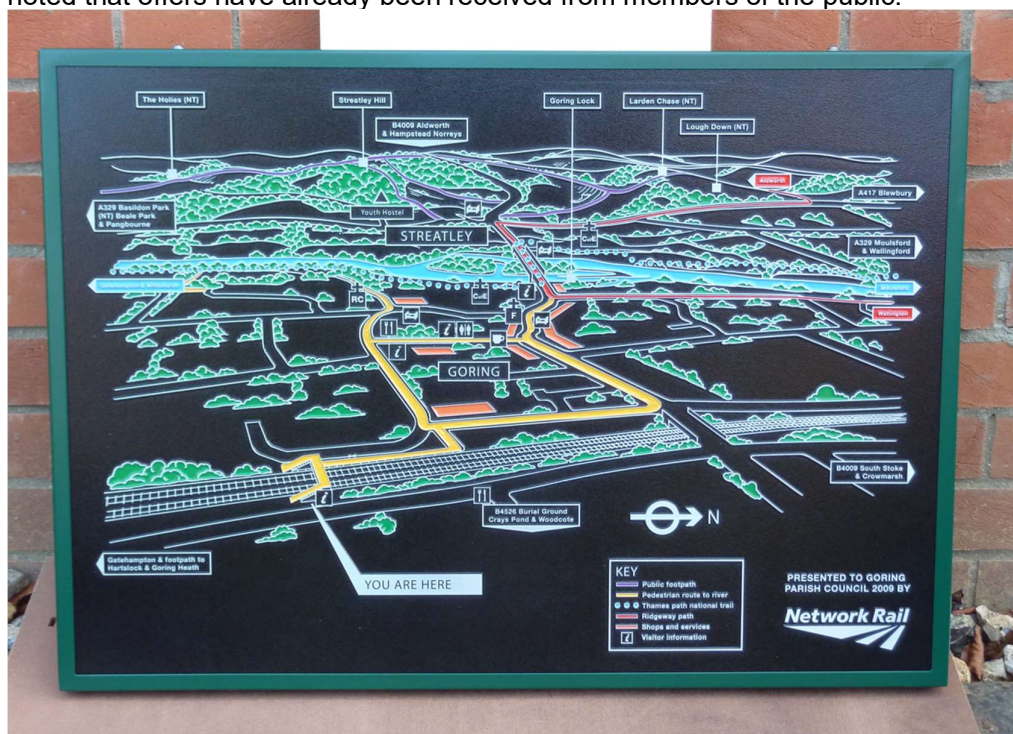 noted that offers have already been received from members of the public.
The Holies (NT)
Streatley Hill
Goring Lock
Larden Chase (NT)
B4009 Aldworth
& Hampstead Norreys
Lough Down (NT)
Aldworth
A417 Blewbury
A329 Basildon Park
(NT) Beale Park
& Pangbourne
Youth Hostel
STREATLEY
CofE
A329 Moulsford
& Wallingford
Moulsford
RC
CofE
i
F
Watlington
i
i
GORING
B4009 South Stoke
& Crowmarsh
i
B4526 Burial Ground
Crays Pond & Woodcote
N
Gatehampton & footpath to
Hartslock & Goring Heath
YOU ARE HERE
KEY
Public footpath
Pedestrian route to river
Thames path national trail
Ridgeway path
Shops and services
i Visitor information
PRESENTED TO GORING
PARISH COUNCIL 2009 BY
Network Rail